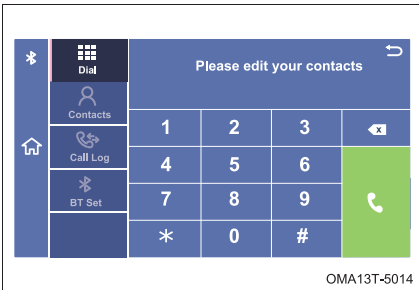 Dial
Please edit your contacts
Contacts
1 2 3
Call Log
4 5 6
BT Set
7 8 9
* 0 #
OMA13T-5014